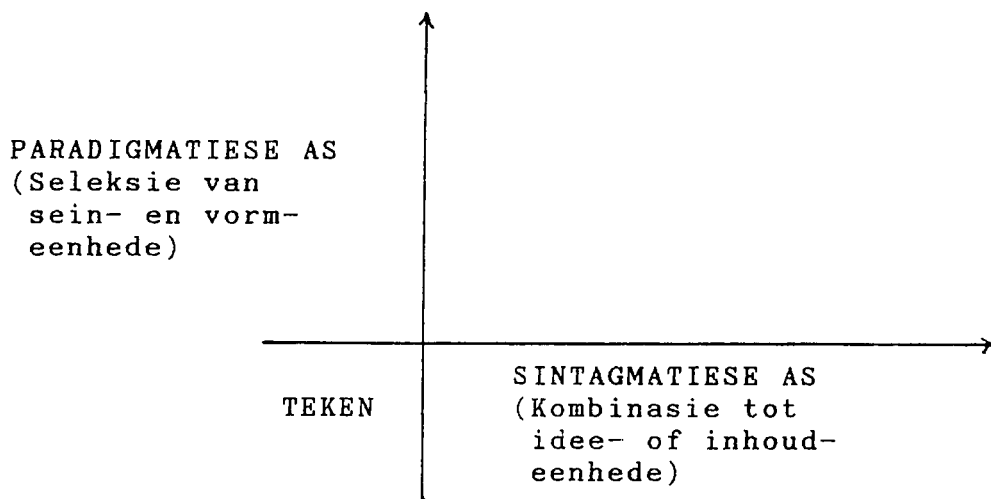 PARADIGMATIESE AS
(Seleksie van
sein- en vorm-
eenhede)
SINTAGMATIESE AS
TEKEN
(Kombinasie tot
idee- of inhoud-
eenhede)